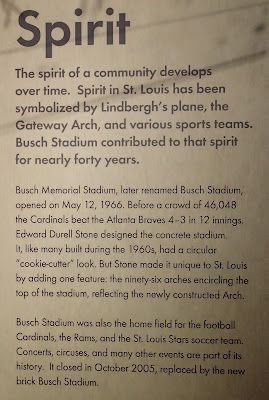 Spirit
The spirit of a community develops
over time. Spirit in St. Louis has been
symbolized by Lindbergh's plane, the
Gateway Arch, and various sports teams.
Busch Stadium contributed to that spirit
for nearly forty years.
Busch Memorial Stadium, later renamed Busch Stadium,
opened on May 12, 1966. Before a crowd of 46,048
the Cardinals beat the Atlanta Braves 4–3 in 12 innings.
Edward Durell Stone designed the concrete stadium.
It, like many built during the 1960s, had a circular
"cookie-cutter" look. But Stone made it unique to St. Louis
by adding one feature: the ninety-six arches encircling the
top of the stadium, reflecting the newly constructed Arch.
Busch Stadium was also the home field for the football
Cardinals, the Rams, and the St. Louis Stars soccer team.
Concerts, circuses, and many other events are part of its
history. It closed in October 2005, replaced by the new
brick Busch Stadium.